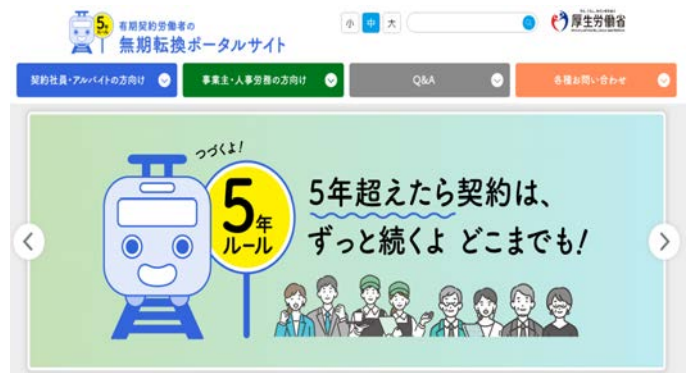 5年ルール
有期契約労働者の
無期転換ポータルサイト
小 中 大
厚生労働省
契約社員・アルバイトの方向け
事業主・人事労務の方向け
Q&A
各種お問い合わせ
つづくよ!
5年
ルール
5年超えたら契約は、
ずっと続くよ どこまでも!